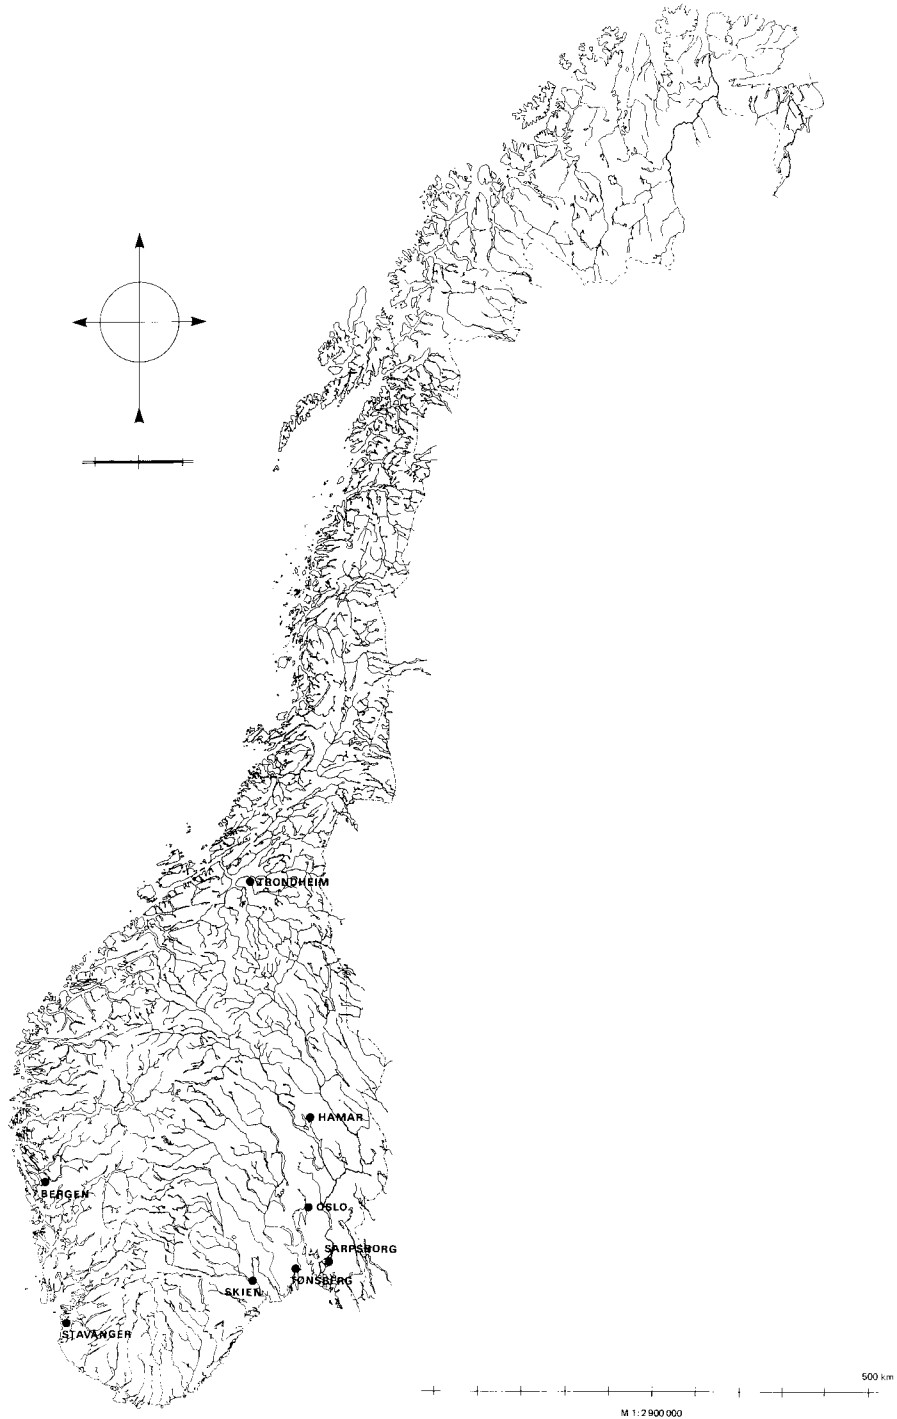 TRONDHEIM
HAMAR
BERGEN
OSLO
SARPSBORG
TØNSBERG
SKIEN
STAVANGER
500 km
M 1:2900000